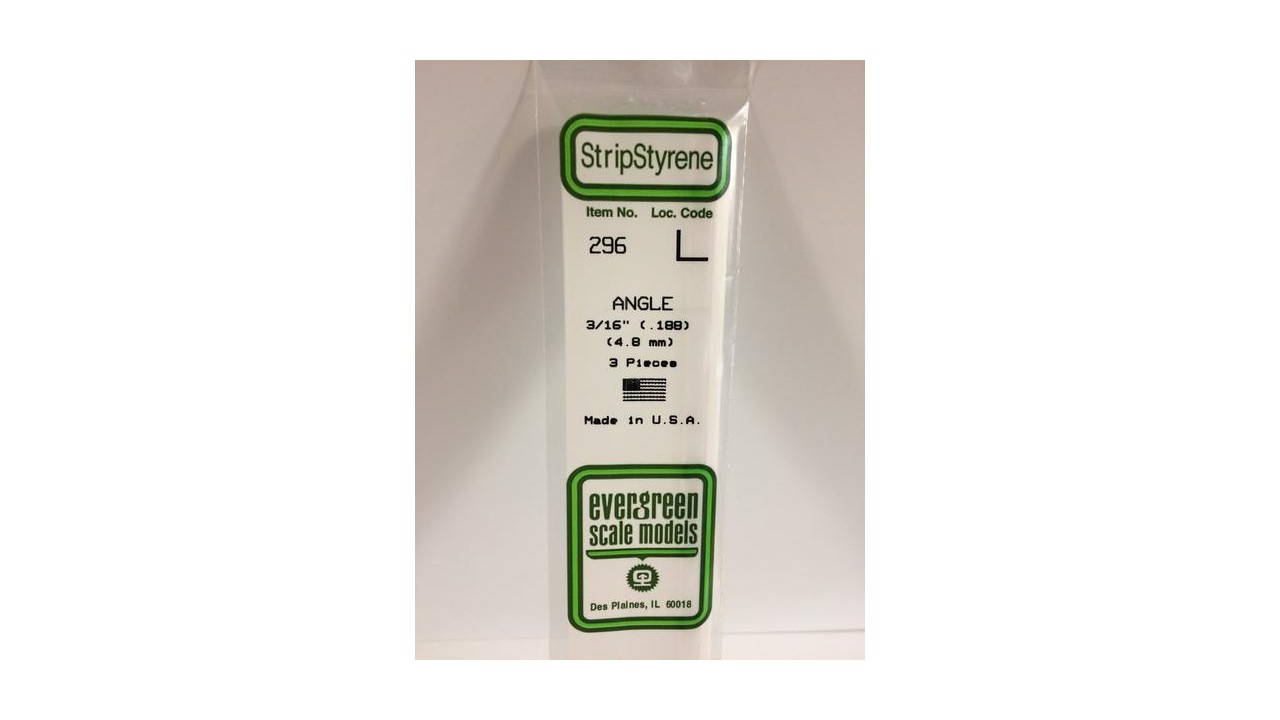 StripStyrene
Item No. Loc. Code
296 L
ANGLE
3/16" (.188)
(4.8 mm)
3 Pieces
Made in U.S.A.
evergreen
scale models
Des Plaines, IL 60018